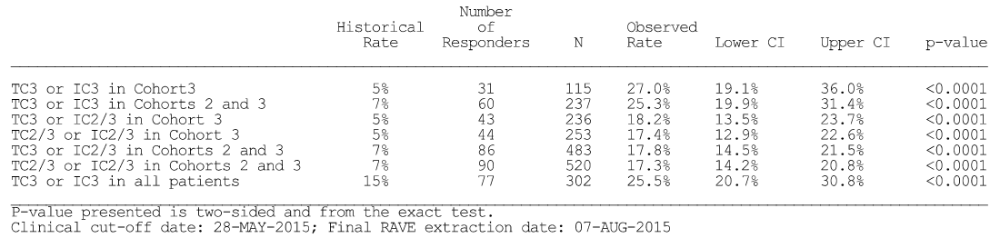 Number
Historical of Observed
Rate Responders N Rate Lower CI Upper CI p-value
TC3 or IC3 in Cohort3 5% 31 115 27.0% 19.1% 36.0% <0.0001
TC3 or IC3 in Cohorts 2 and 3 7% 60 237 25.3% 19.9% 31.4% <0.0001
TC3 or IC2/3 in Cohort 3 5% 43 236 18.2% 13.5% 23.7% <0.0001
TC2/3 or IC2/3 in Cohort 3 5% 44 253 17.4% 12.9% 22.6% <0.0001
TC3 or IC2/3 in Cohorts 2 and 3 7% 86 483 17.8% 14.5% 21.5% <0.0001
TC2/3 or IC2/3 in Cohorts 2 and 3 7% 90 520 17.3% 14.2% 20.8% <0.0001
TC3 or IC3 in all patients 15% 77 302 25.5% 20.7% 30.8% <0.0001
P-value presented is two-sided and from the exact test.
Clinical cut-off date: 28-MAY-2015; Final RAVE extraction date: 07-AUG-2015